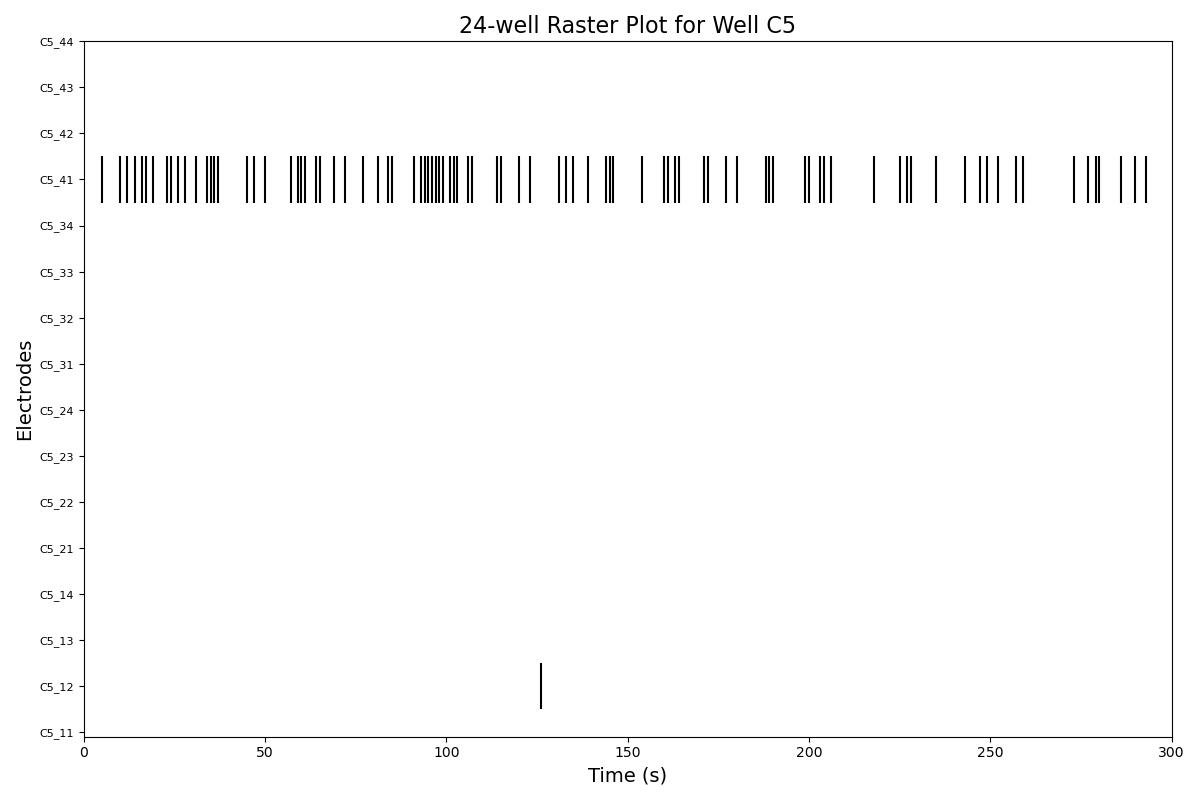 24-well Raster Plot for Well C5
C5_44
C5_43
C5_42
C5_41
C5_34
C5_33
C5_32
C5_31
C5_24
C5_23
C5_22
C5_21
C5_14
C5_13
C5_12
C5_11
Electrodes
0 50 100 150 200 250 300
Time (s)